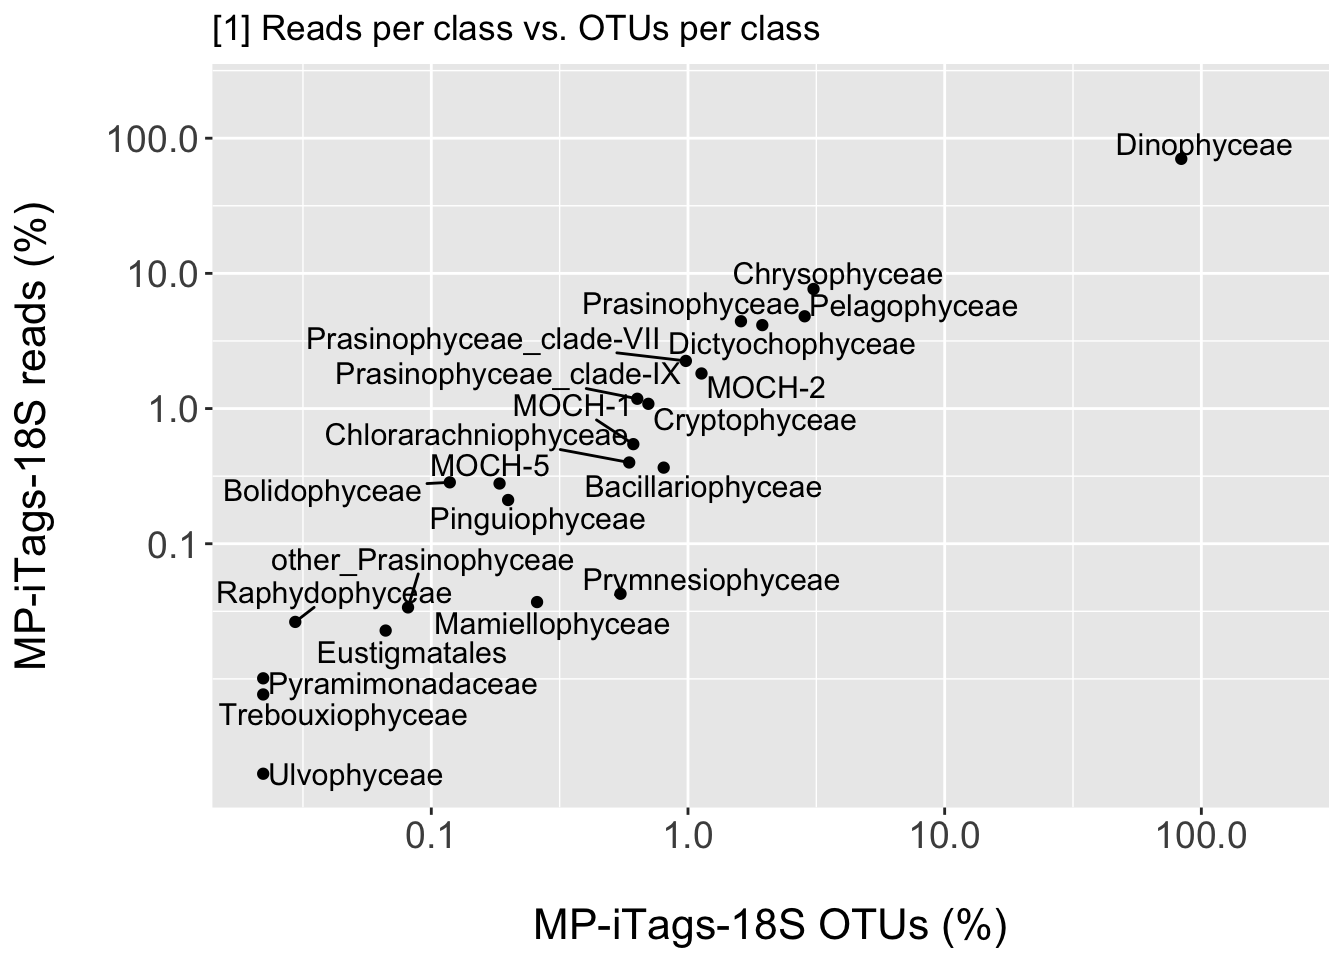 [1] Reads per class vs. OTUs per class
MP-iTags-18S reads (%)
100.0
10.0
1.0
0.1
Dinophyceae
Chrysophyceae
Prasinophyceae
Pelagophyceae
Prasinophyceae_clade-VII
Dictyochophyceae
Prasinophyceae_clade-IX
MOCH-2
MOCH-1
Cryptophyceae
Chlorarachniophyceae
MOCH-5
Bolidophyceae
Bacillariophyceae
Pinguiophyceae
other_Prasinophyceae
Prymnesiophyceae
Raphydophyceae
Mamiellophyceae
Eustigmatales
Pyramimonadaceae
Trebouxiophyceae
Ulvophyceae
0.1
1.0
10.0
100.0
MP-iTags-18S OTUs (%)